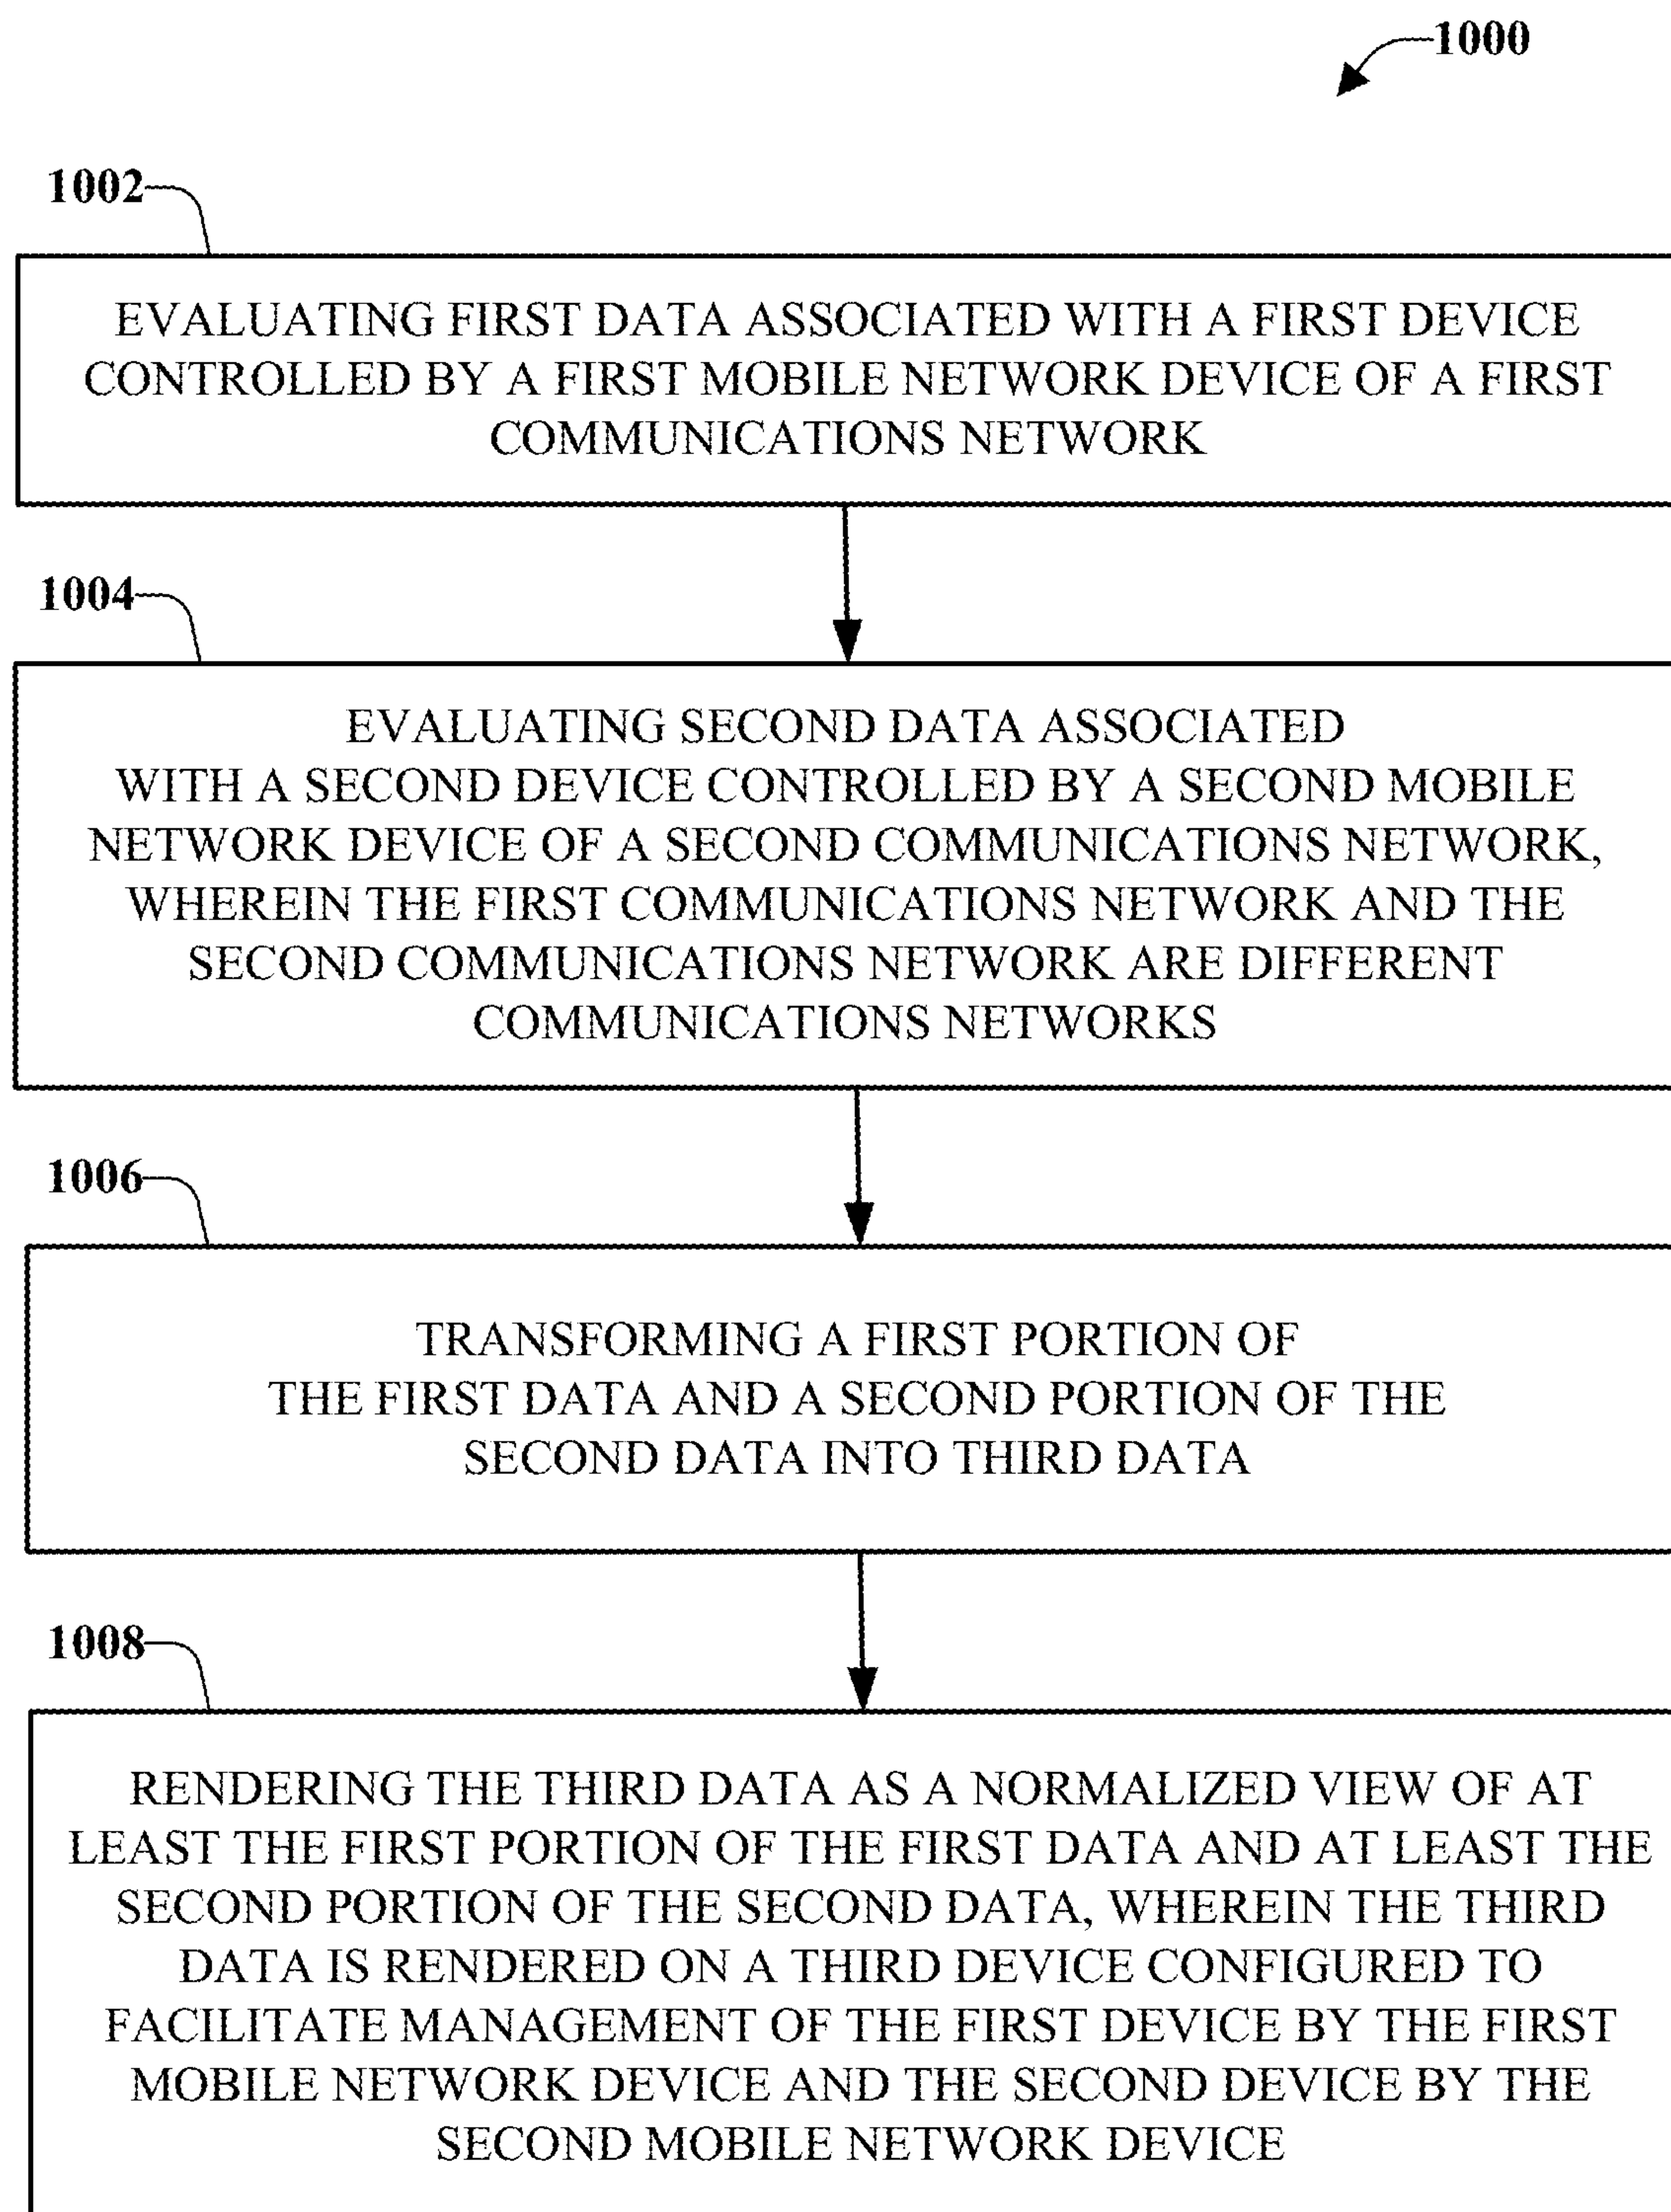 1000
1002
EVALUATING FIRST DATA ASSOCIATED WITH A FIRST DEVICE
CONTROLLED BY A FIRST MOBILE NETWORK DEVICE OF A FIRST
COMMUNICATIONS NETWORK
1004
EVALUATING SECOND DATA ASSOCIATED
WITH A SECOND DEVICE CONTROLLED BY A SECOND MOBILE
NETWORK DEVICE OF A SECOND COMMUNICATIONS NETWORK,
WHEREIN THE FIRST COMMUNICATIONS NETWORK AND THE
SECOND COMMUNICATIONS NETWORK ARE DIFFERENT
COMMUNICATIONS NETWORKS
1006
TRANSFORMING A FIRST PORTION OF
THE FIRST DATA AND A SECOND PORTION OF THE
SECOND DATA INTO THIRD DATA
1008
RENDERING THE THIRD DATA AS A NORMALIZED VIEW OF AT
LEAST THE FIRST PORTION OF THE FIRST DATA AND AT LEAST THE
SECOND PORTION OF THE SECOND DATA, WHEREIN THE THIRD
DATA IS RENDERED ON A THIRD DEVICE CONFIGURED TO
FACILITATE MANAGEMENT OF THE FIRST DEVICE BY THE FIRST
MOBILE NETWORK DEVICE AND THE SECOND DEVICE BY THE
SECOND MOBILE NETWORK DEVICE